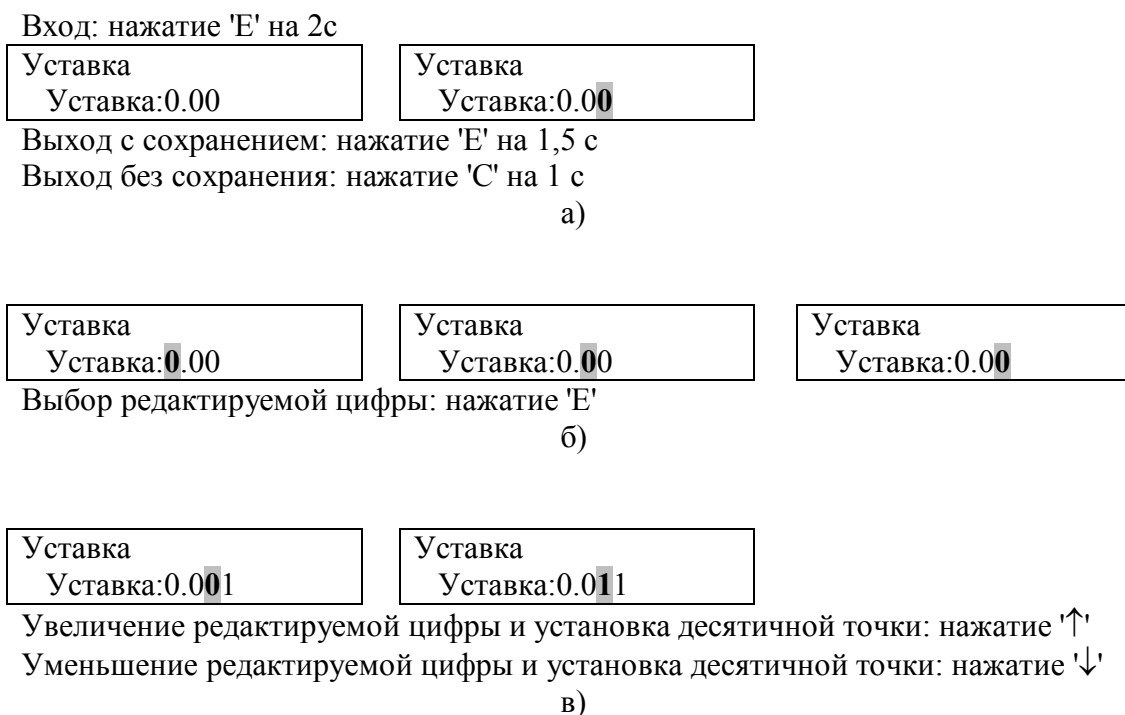 Вход: нажатие 'Е' на 2с
Уставка Уставка
Уставка:0.00 Уставка:0.00
Выход с сохранением: нажатие 'Е' на 1,5 с
Выход без сохранения: нажатие 'С' на 1 с
а)
Уставка Уставка Уставка
Уставка:0.00 Уставка:0.00 Уставка:0.00
Выбор редактируемой цифры: нажатие 'Е'
б)
Уставка Уставка
Уставка:0.001 Уставка:0.011
Увеличение редактируемой цифры и установка десятичной точки: нажатие '↑'
Уменьшение редактируемой цифры и установка десятичной точки: нажатие '↓'
в)